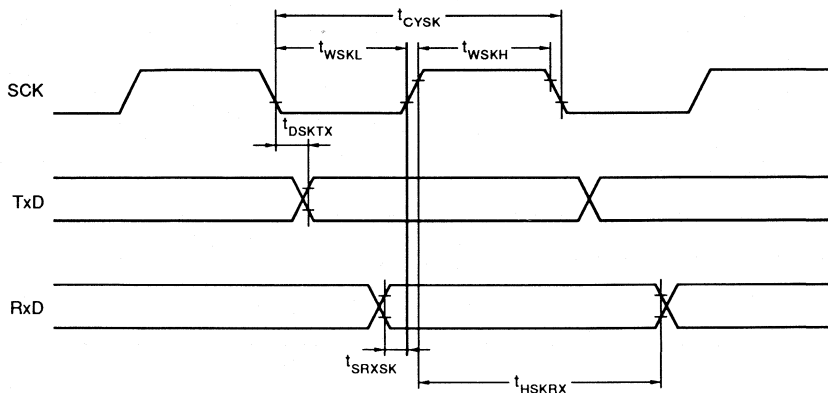 tCYSK
tWSKL
tWSKH
SCK
tDSKTX
TxD
RxD
tSRXSK
tHSKRX